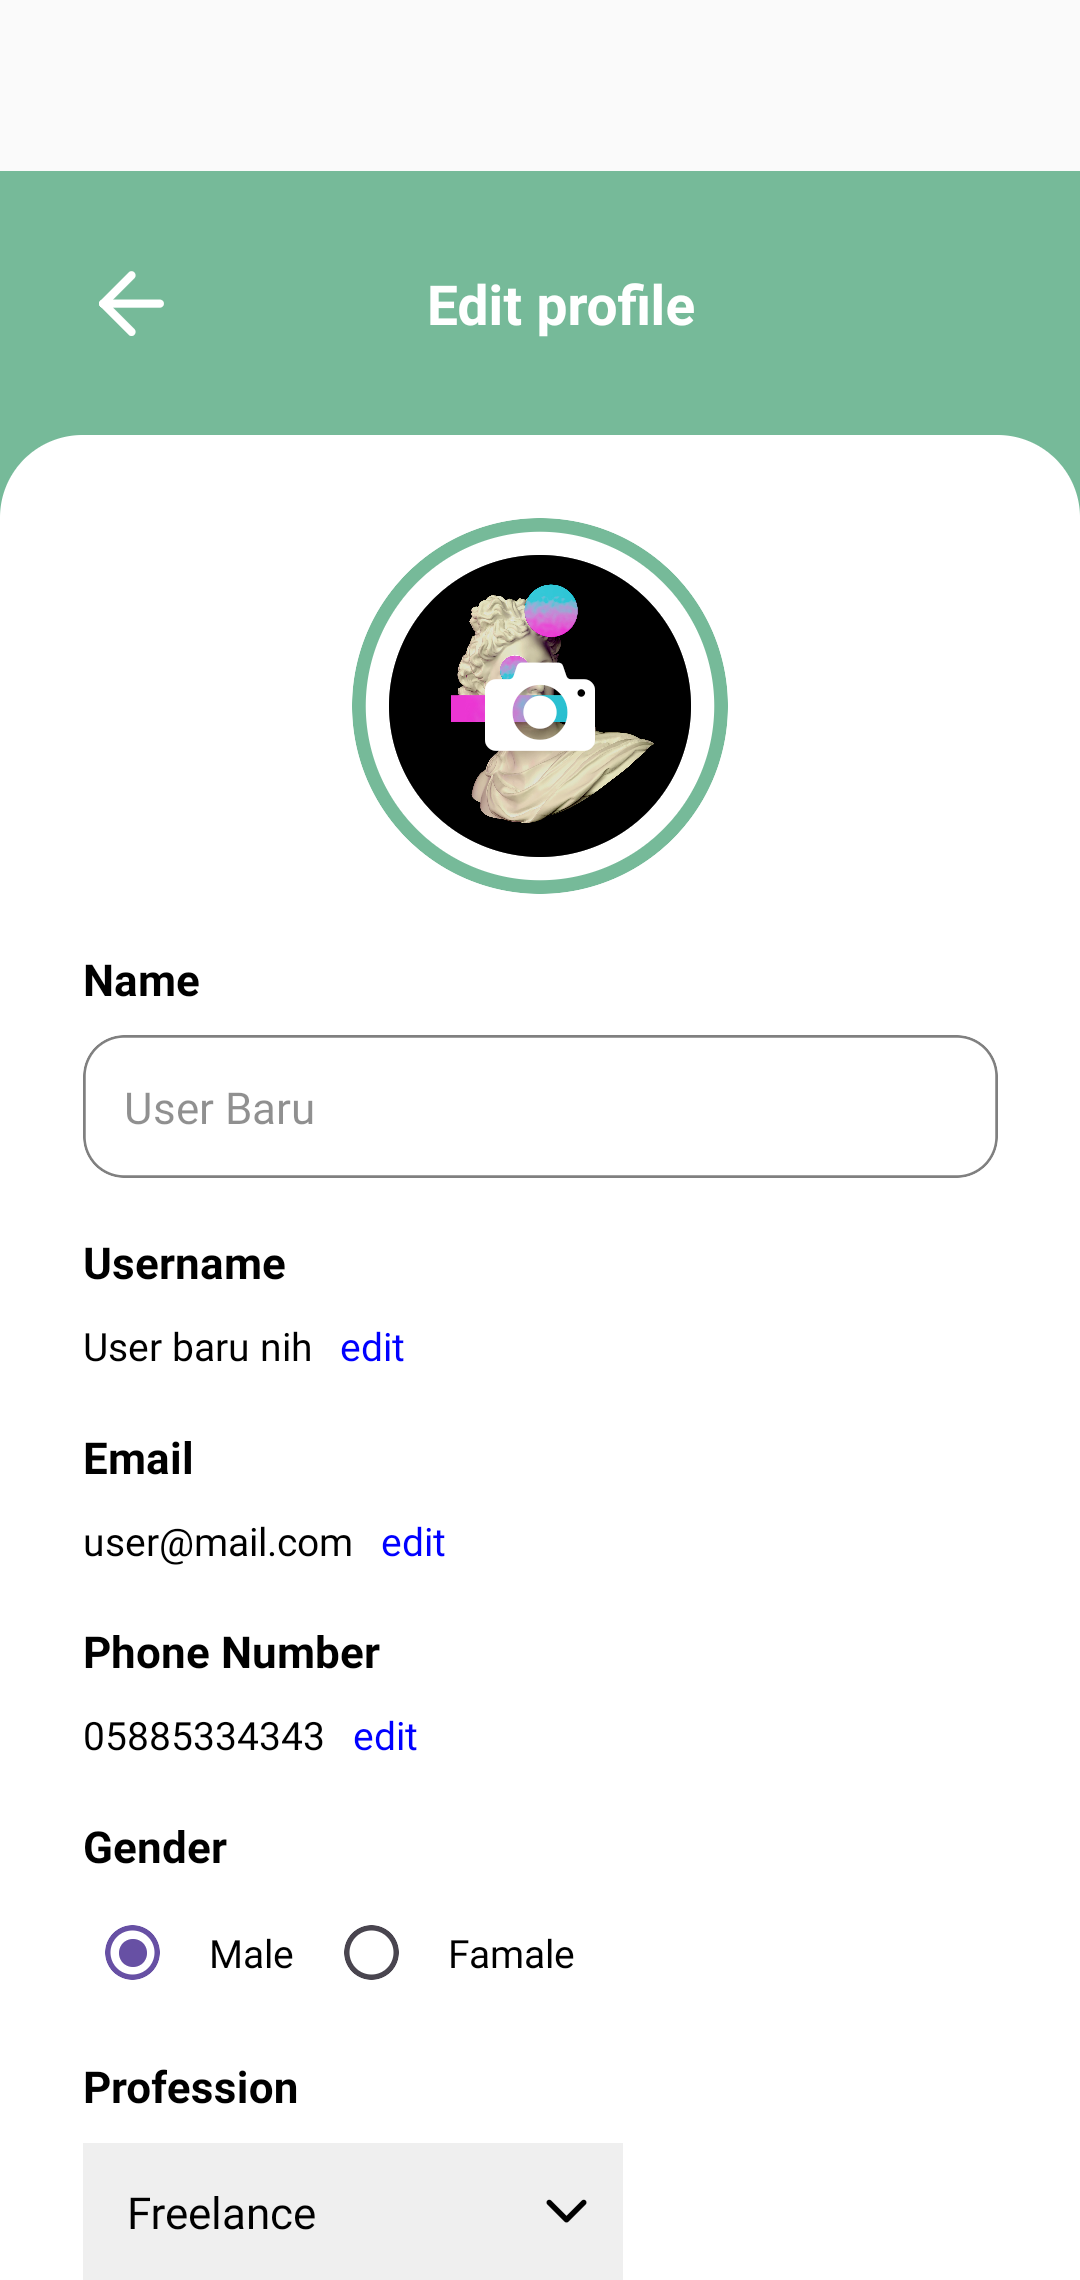 Edit profile
Name
User Baru
Username
User baru nih edit
Email
user@mail.com edit
Phone Number
05885334343 edit
Gender
Male Famale
Profession
Freelance